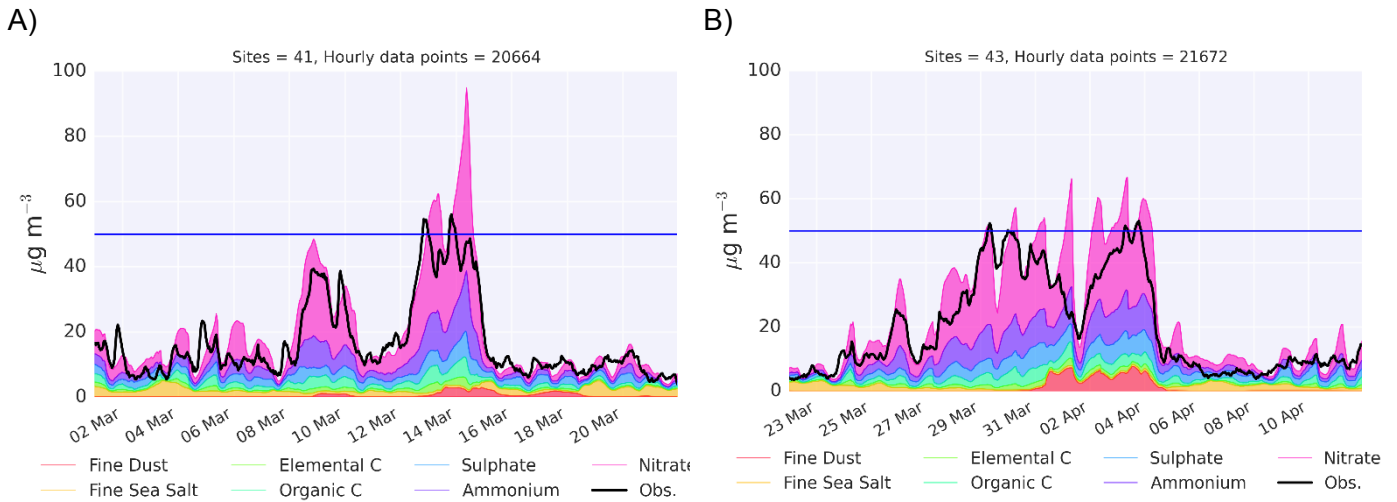 A)
Sites = 41, Hourly data points = 20664
100
80
60
40
20
0
μg m⁻³
02 Mar
04 Mar
06 Mar
08 Mar
10 Mar
12 Mar
14 Mar
16 Mar
18 Mar
20 Mar
Fine Dust Elemental C Sulphate Nitrate
Fine Sea Salt Organic C Ammonium Obs.
B)
Sites = 43, Hourly data points = 21672
100
80
60
40
20
0
μg m⁻³
23 Mar
25 Mar
27 Mar
29 Mar
31 Mar
02 Apr
04 Apr
06 Apr
08 Apr
10 Apr
Fine Dust Elemental C Sulphate Nitrate
Fine Sea Salt Organic C Ammonium Obs.